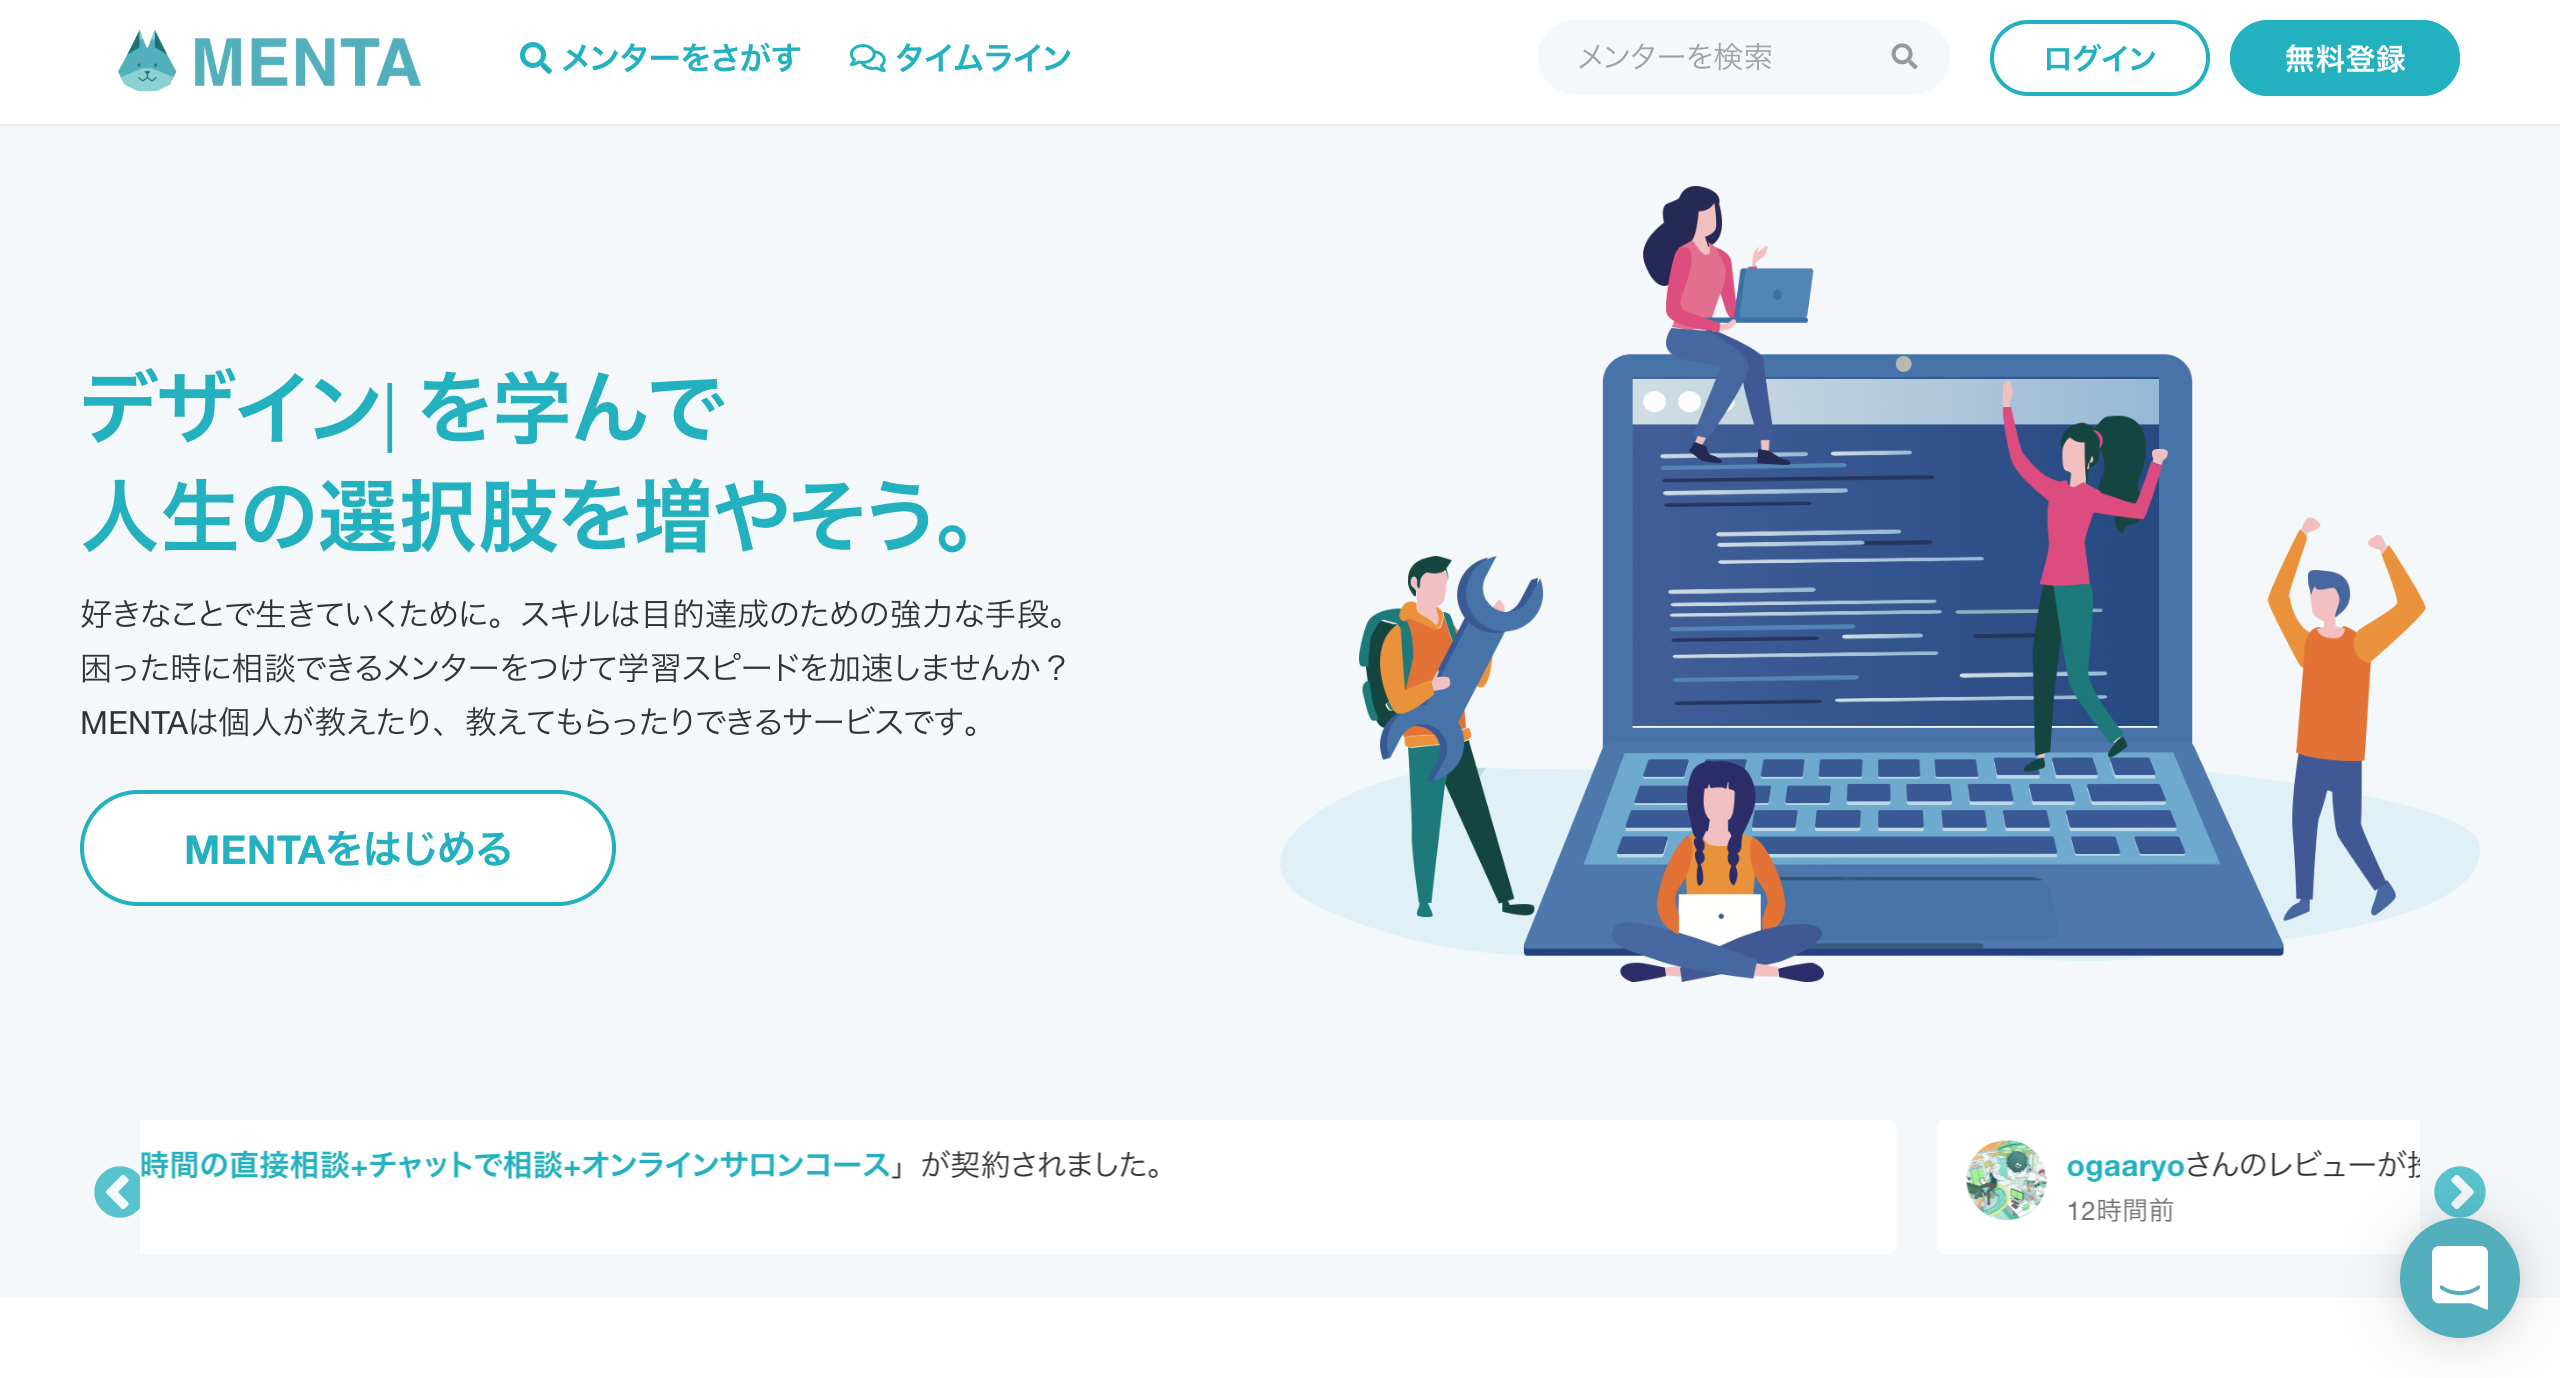 MENTA
メンターをさがす
タイムライン
メンターを検索
ログイン
無料登録
デザイン| を学んで
人生の選択肢を増やそう。
好きなことで生きていくために。スキルは目的達成のための強力な手段。
困った時に相談できるメンターをつけて学習スピードを加速しませんか？
MENTAは個人が教えたり、教えてもらったりできるサービスです。
MENTAをはじめる
時間の直接相談+チャットで相談+オンラインサロンコース」が契約されました。
ogaaryoさんのレビューが
12時間前